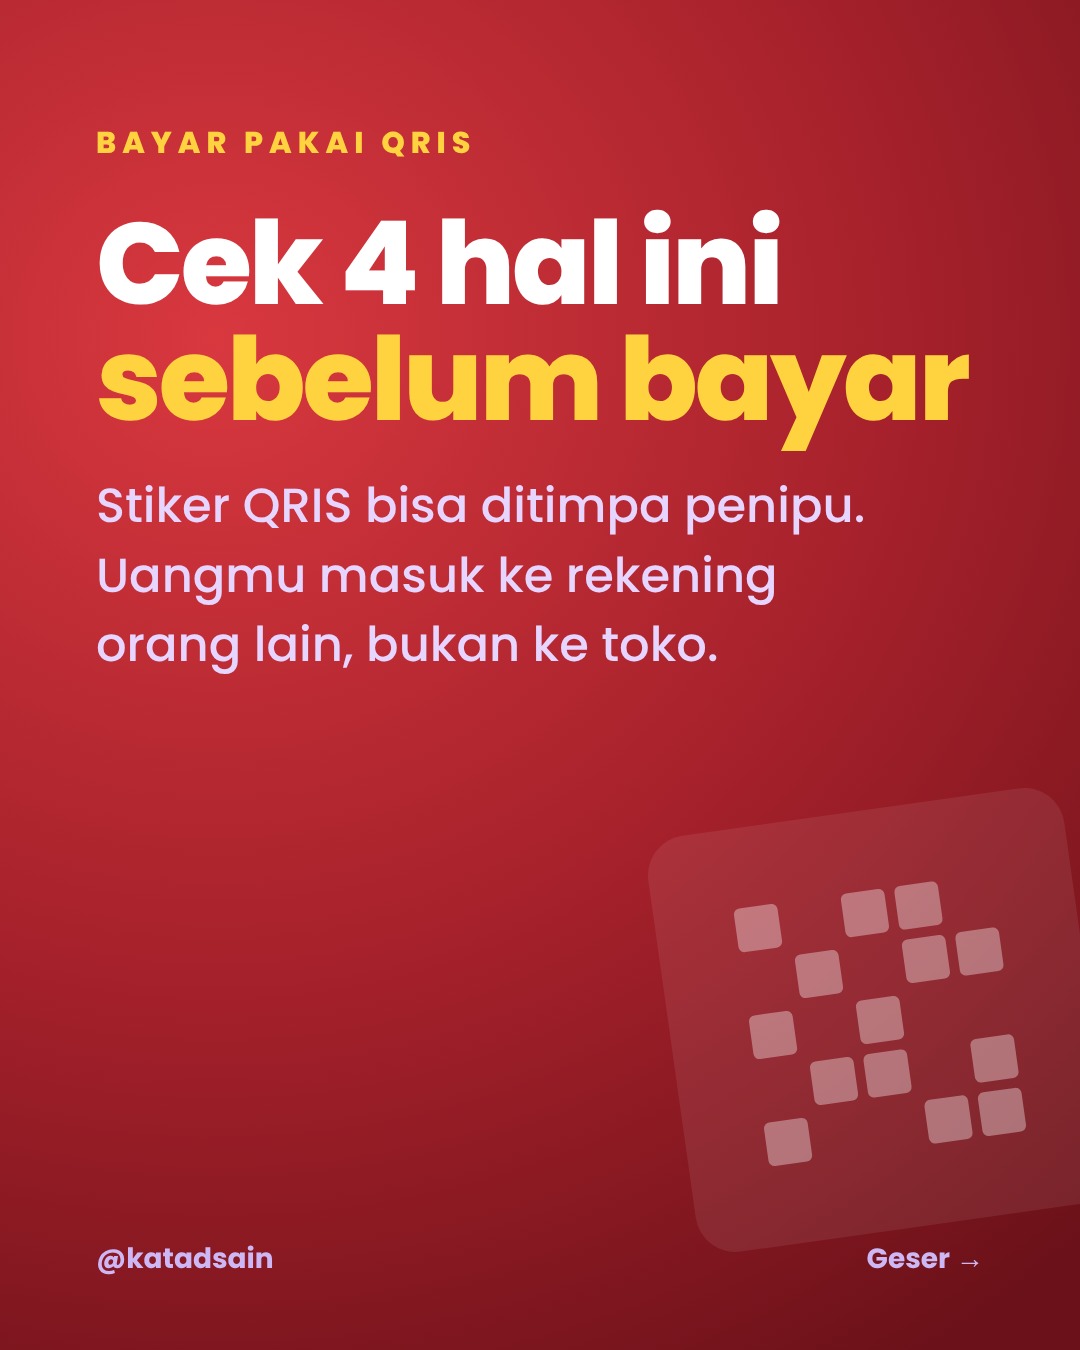 BAYAR PAKAI QRIS
Cek 4 hal ini
sebelum bayar
Stiker QRIS bisa ditimpa penipu.
Uangmu masuk ke rekening
orang lain, bukan ke toko.
@katadsain
Geser →